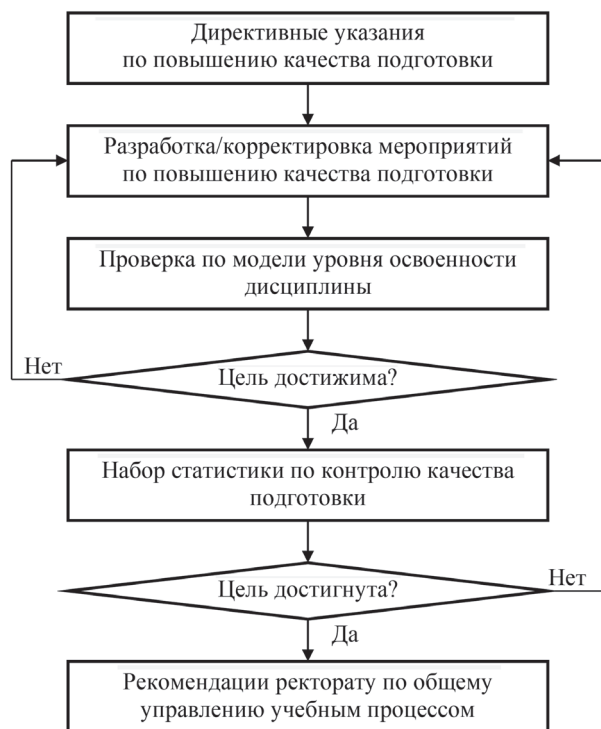 Директивные указания
по повышению качества подготовки
Разработка/корректировка мероприятий
по повышению качества подготовки
Проверка по модели уровня освоенности
дисциплины
Нет
Цель достижима?
Да
Набор статистики по контролю качества
подготовки
Цель достигнута?
Нет
Да
Рекомендации ректорату по общему
управлению учебным процессом